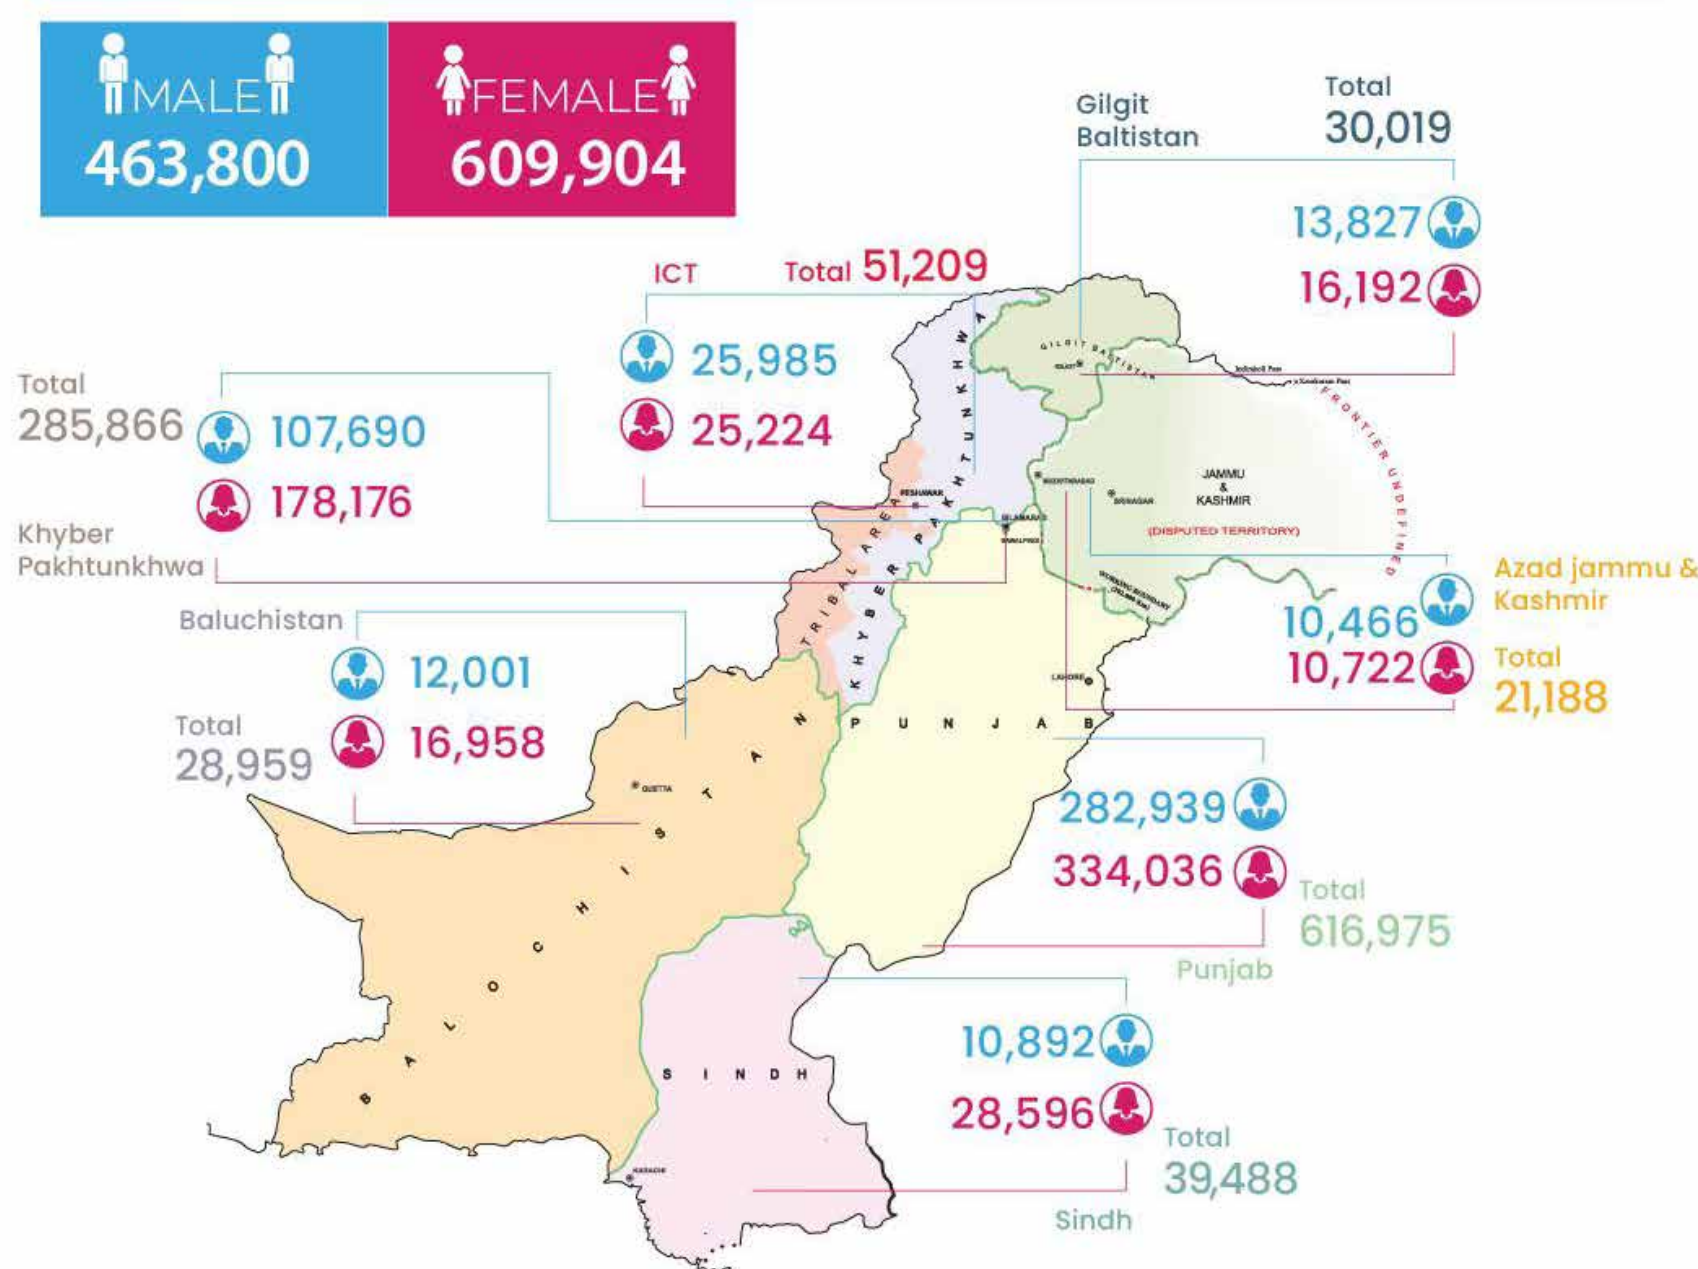 MALE
463,800
FEMALE
609,904
Gilgit
Baltistan
Total
30,019
13,827
16,192
ICT
Total 51,209
25,985
25,224
Total
285,866
107,690
178,176
Khyber
Pakhtunkhwa
Baluchistan
12,001
Total
28,959
16,958
Azad jammu &
Kashmir
10,466
10,722
Total
21,188
282,939
334,036
Total
616,975
Punjab
10,892
28,596
Total
39,488
Sindh
GILGIT BALTISTAN
KHYBER PAKHTUNKHWA
TRIBAL AREA
PESHAWAR
SRINAGAR
JAMMU
&
KASHMIR
(DISPUTED TERRITORY)
FRONTIER UNDEFINED
LAHORE
PUNJAB
QUETTA
BALOCHISTAN
SINDH
KARACHI